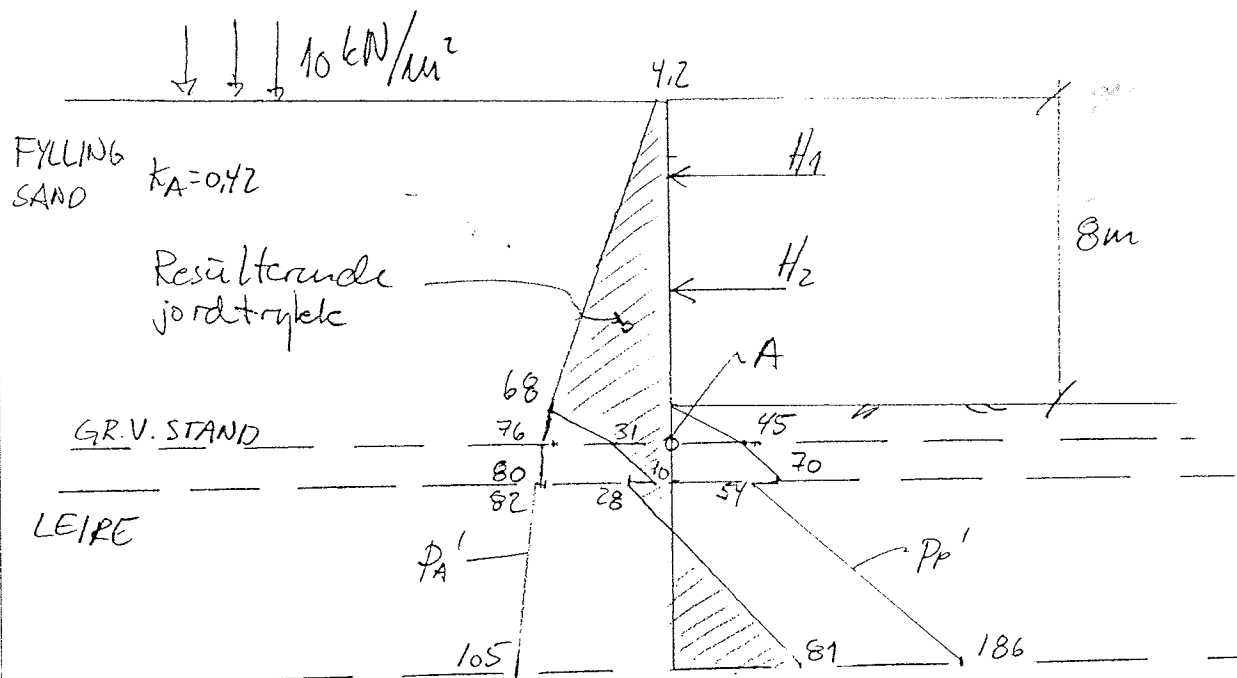 10 kN/m²
4,2
FYLLING
SAND
kA=0,42
H1
H2
8m
Resulterende
jordtrykk
A
68
GR.V.STAND
76
31
45
80
10
70
82
28
54
LEIRE
PA'
Pp'
105
81
186